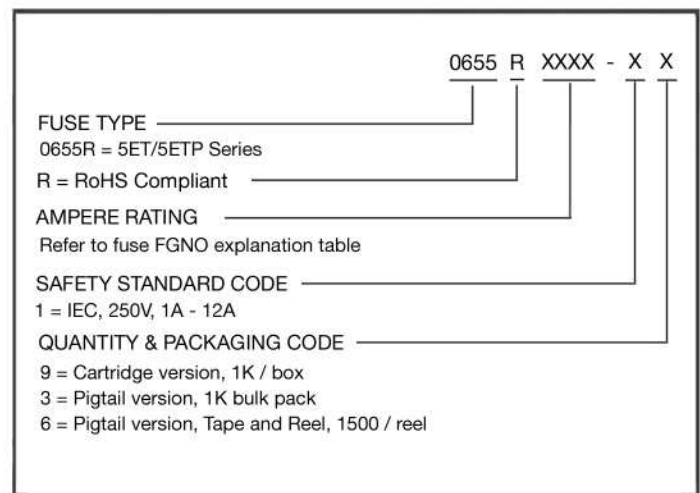 0655 R XXXX - X X
FUSE TYPE
0655R = 5ET/5ETP Series
R = RoHS Compliant
AMPERE RATING
Refer to fuse FGNO explanation table
SAFETY STANDARD CODE
1 = IEC, 250V, 1A - 12A
QUANTITY & PACKAGING CODE
9 = Cartridge version, 1K / box
3 = Pigtail version, 1K bulk pack
6 = Pigtail version, Tape and Reel, 1500 / reel